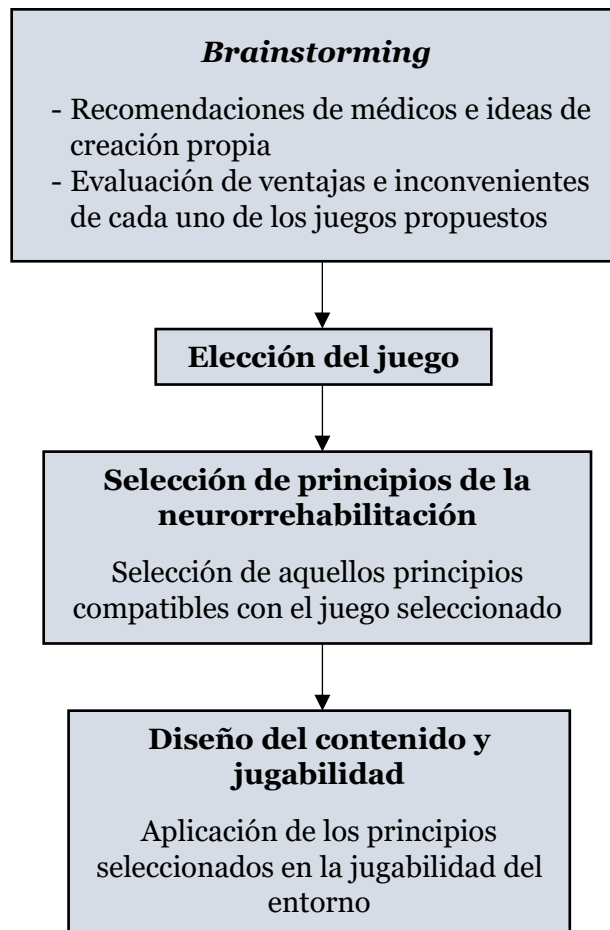 Brainstorming
- Recomendaciones de médicos e ideas de
creación propia
- Evaluación de ventajas e inconvenientes
de cada uno de los juegos propuestos
Elección del juego
Selección de principios de la
neurorrehabilitación
Selección de aquellos principios
compatibles con el juego seleccionado
Diseño del contenido y
jugabilidad
Aplicación de los principios
seleccionados en la jugabilidad del
entorno